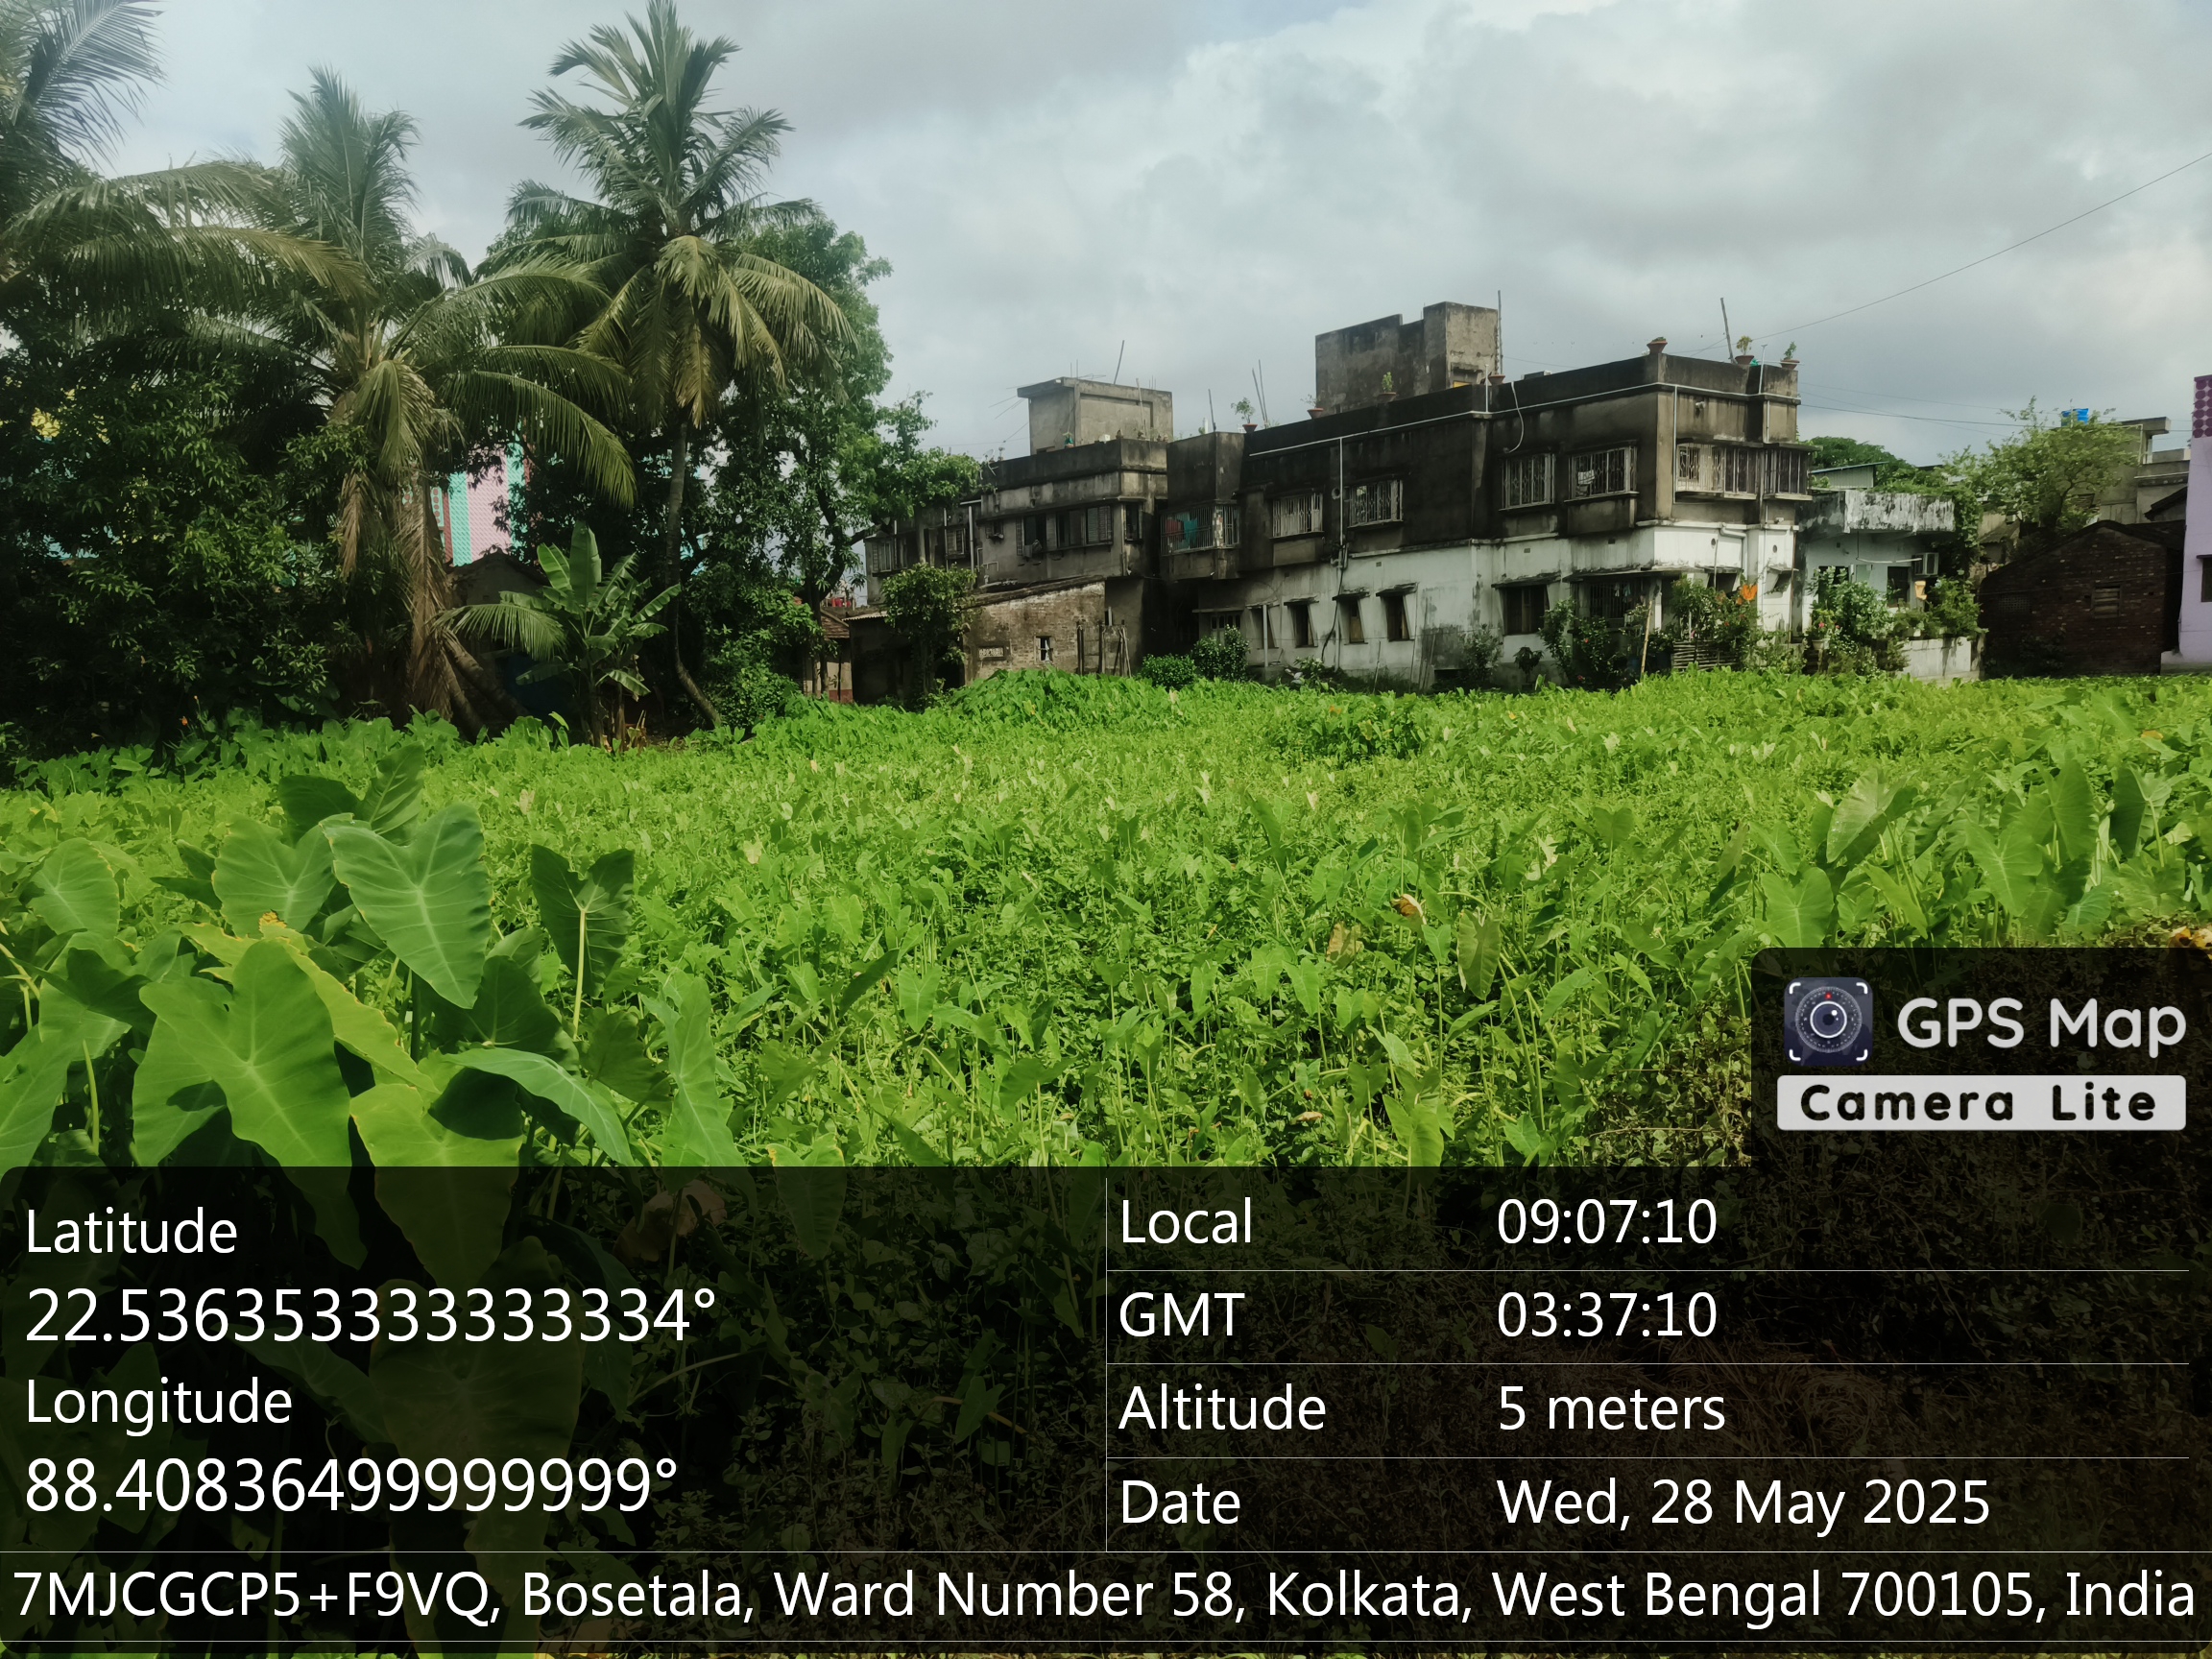 GPS Map
Camera Lite
Latitude
22.536353333333334°
Longitude
88.40836499999999°
Local 09:07:10
GMT 03:37:10
Altitude 5 meters
Date Wed, 28 May 2025
7MJCGCP5+F9VQ, Bosetala, Ward Number 58, Kolkata, West Bengal 700105, India